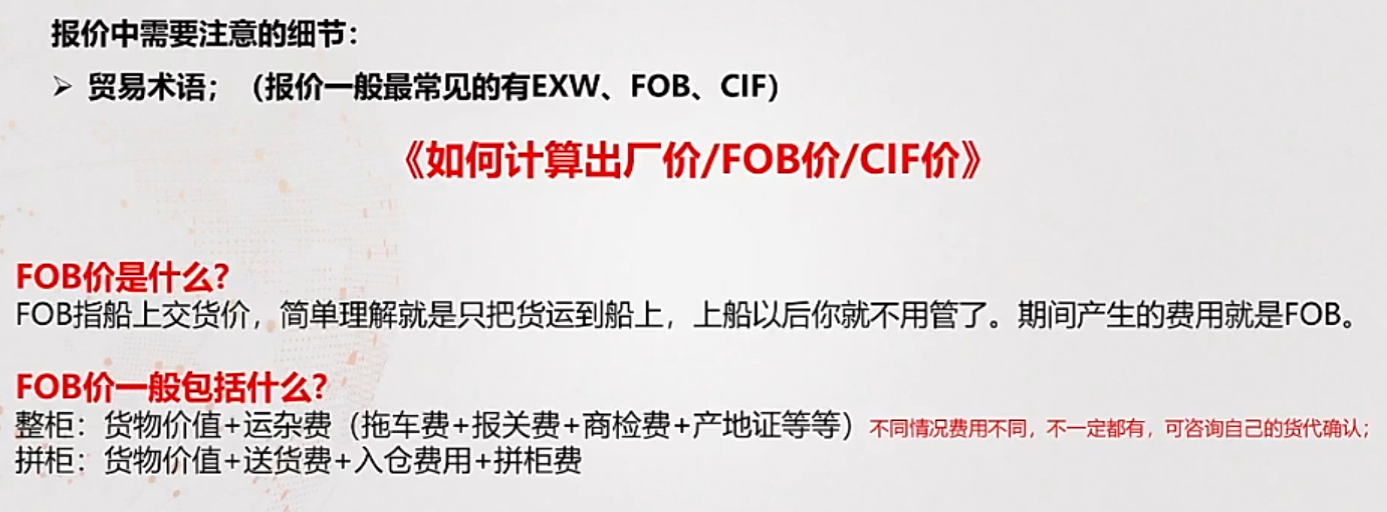 报价中需要注意的细节：
➢ 贸易术语；（报价一般最常见的有EXW、FOB、CIF）
《如何计算出厂价/FOB价/CIF价》
FOB价是什么?
FOB指船上交货价，简单理解就是只把货运到船上，上船以后你就不用管了。期间产生的费用就是FOB。
FOB价一般包括什么?
整柜：货物价值+运杂费（拖车费+报关费+商检费+产地证等等）不同情况费用不同，不一定都有，可咨询自己的货代确认；
拼柜：货物价值+送货费+入仓费用+拼柜费